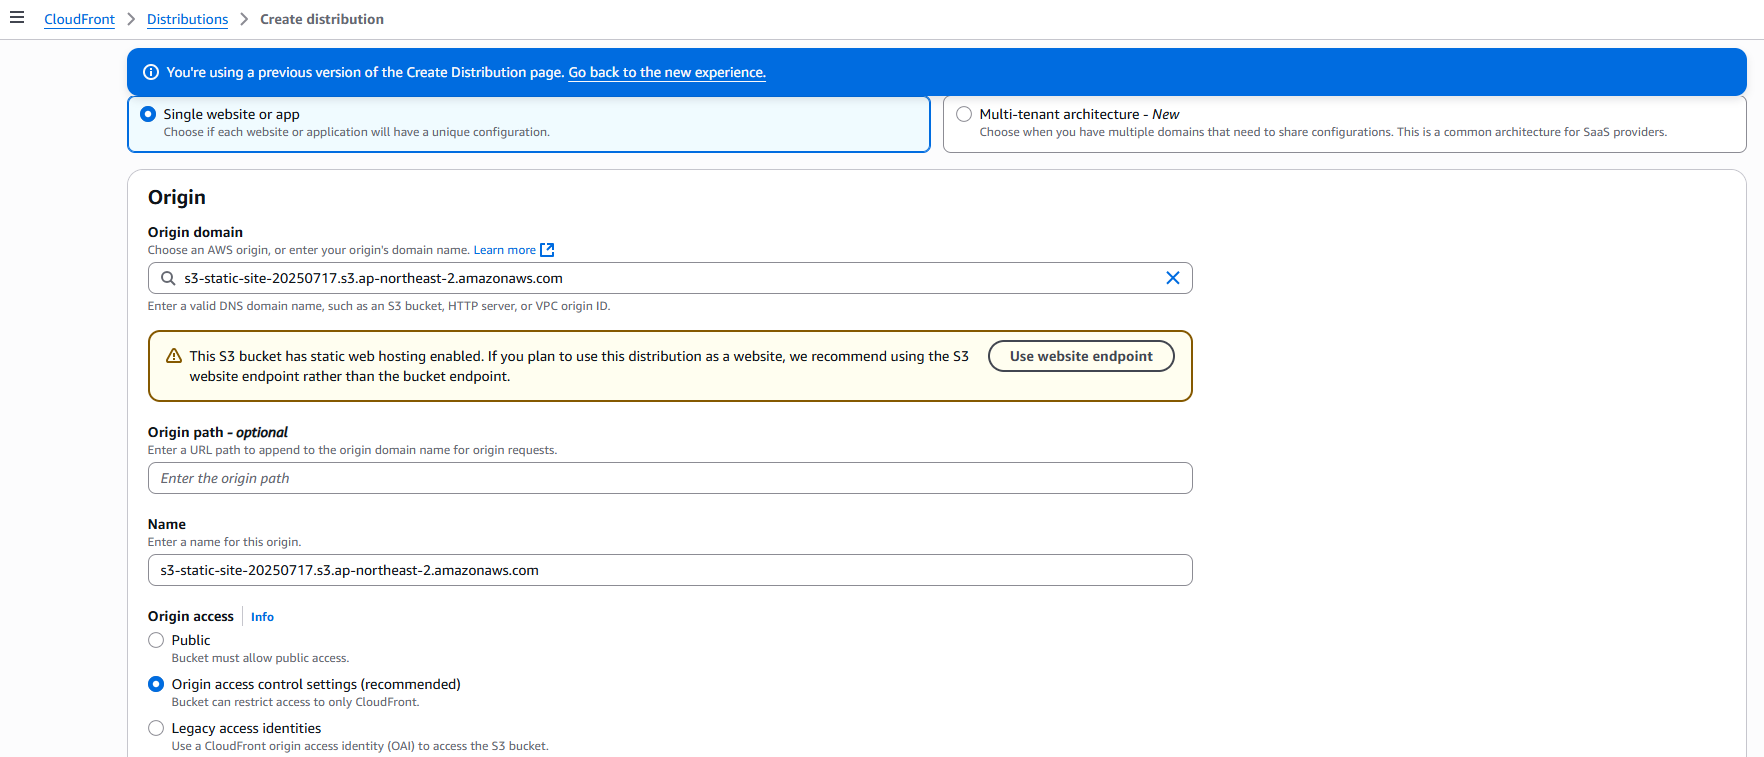 CloudFront > Distributions > Create distribution
You're using a previous version of the Create Distribution page. Go back to the new experience.
Single website or app
Choose if each website or application will have a unique configuration.
Multi-tenant architecture - New
Choose when you have multiple domains that need to share configurations. This is a common architecture for SaaS providers.
Origin
Origin domain
Choose an AWS origin, or enter your origin's domain name. Learn more
s3-static-site-20250717.s3.ap-northeast-2.amazonaws.com
Enter a valid DNS domain name, such as an S3 bucket, HTTP server, or VPC origin ID.
This S3 bucket has static web hosting enabled. If you plan to use this distribution as a website, we recommend using the S3
website endpoint rather than the bucket endpoint.
Use website endpoint
Origin path - optional
Enter a URL path to append to the origin domain name for origin requests.
Enter the origin path
Name
Enter a name for this origin.
s3-static-site-20250717.s3.ap-northeast-2.amazonaws.com
Origin access Info
Public
Bucket must allow public access.
Origin access control settings (recommended)
Bucket can restrict access to only CloudFront.
Legacy access identities
Use a CloudFront origin access identity (OAI) to access the S3 bucket.